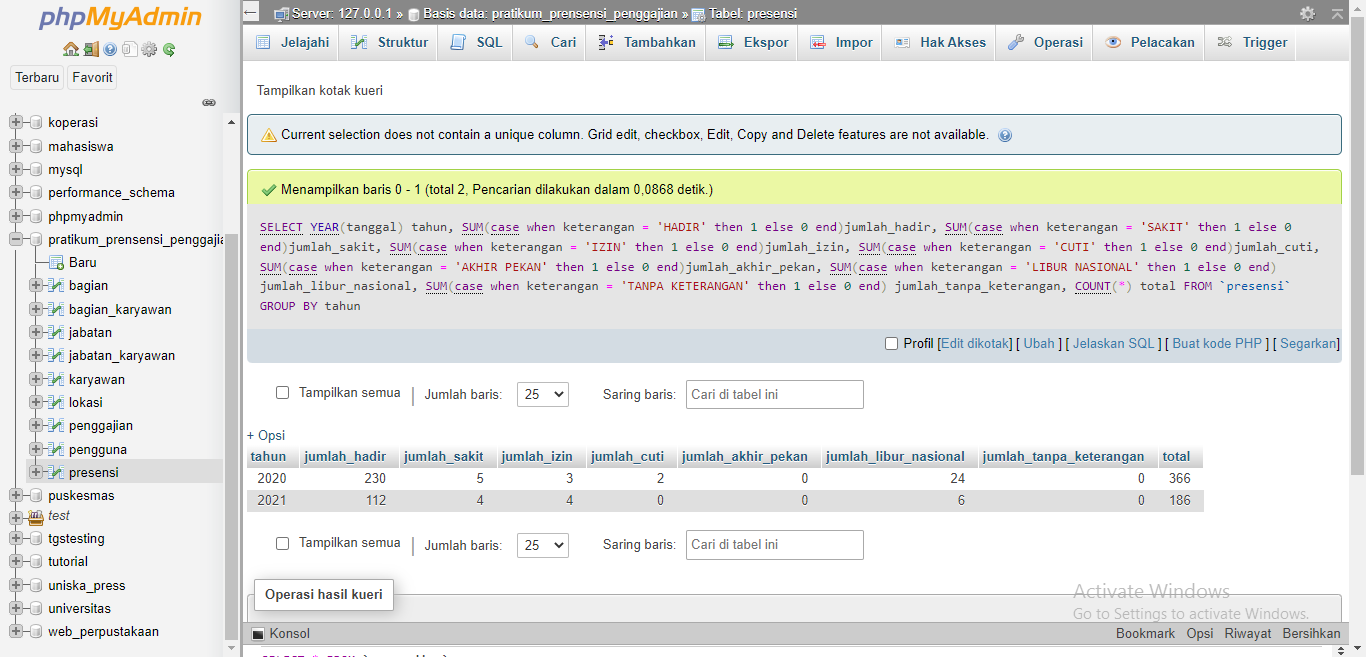 phpMyAdmin
Terbaru Favorit
koperasi
mahasiswa
mysql
performance_schema
phpmyadmin
pratikum_prensensi_penggajia
Baru
bagian
bagian_karyawan
jabatan
jabatan_karyawan
karyawan
lokasi
penggajian
pengguna
presensi
puskesmas
test
tgstesting
tutorial
uniska_press
universitas
web_perpustakaan
Server: 127.0.0.1 » Basis data: pratikum_prensensi_penggajian » Tabel: presensi
Jelajahi Struktur SQL Cari Tambahkan Ekspor Impor Hak Akses Operasi Pelacakan Trigger
Tampilkan kotak kueri
Current selection does not contain a unique column. Grid edit, checkbox, Edit, Copy and Delete features are not available.
Menampilkan baris 0 - 1 (total 2, Pencarian dilakukan dalam 0,0868 detik.)
SELECT YEAR(tanggal) tahun, SUM(case when keterangan = 'HADIR' then 1 else 0 end)jumlah_hadir, SUM(case when keterangan = 'SAKIT' then 1 else 0
end)jumlah_sakit, SUM(case when keterangan = 'IZIN' then 1 else 0 end)jumlah_izin, SUM(case when keterangan = 'CUTI' then 1 else 0 end)jumlah_cuti,
SUM(case when keterangan = 'AKHIR PEKAN' then 1 else 0 end)jumlah_akhir_pekan, SUM(case when keterangan = 'LIBUR NASIONAL' then 1 else 0 end)
jumlah_libur_nasional, SUM(case when keterangan = 'TANPA KETERANGAN' then 1 else 0 end) jumlah_tanpa_keterangan, COUNT(*) total FROM `presensi`
GROUP BY tahun
Profil [Edit dikotak] [ Ubah ] [ Jelaskan SQL ] [ Buat kode PHP ] [ Segarkan]
Tampilkan semua | Jumlah baris: 25 Saring baris: Cari di tabel ini
+ Opsi
tahun jumlah_hadir jumlah_sakit jumlah_izin jumlah_cuti jumlah_akhir_pekan jumlah_libur_nasional jumlah_tanpa_keterangan total
2020 230 5 3 2 0 24 0 366
2021 112 4 4 0 0 6 0 186
Tampilkan semua | Jumlah baris: 25 Saring baris: Cari di tabel ini
Operasi hasil kueri
Activate Windows
Go to Settings to activate Windows.
Konsol Bookmark Opsi Riwayat Bersihkan